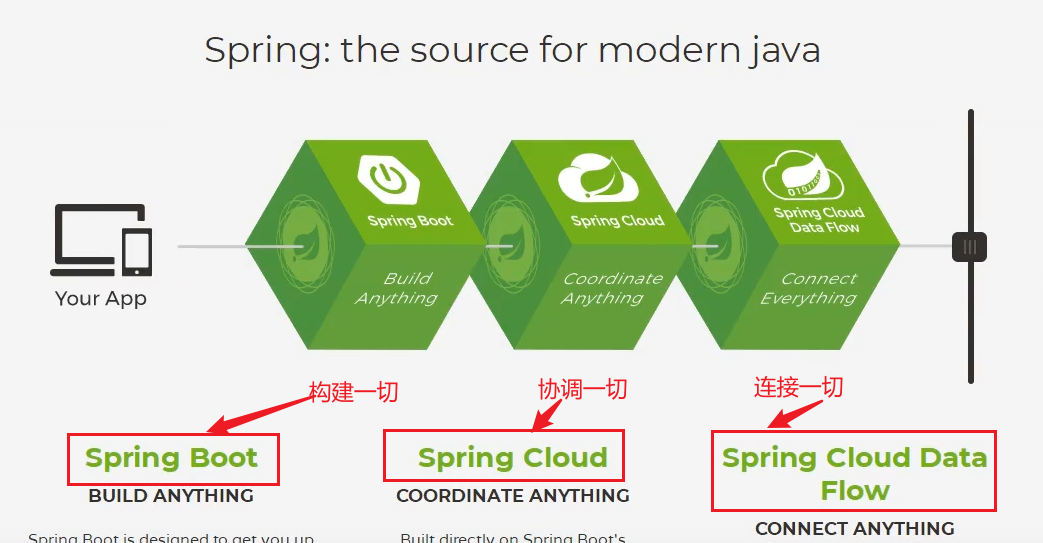 Spring: the source for modern java
Spring Boot
Spring Cloud
Spring Cloud
Data Flow
Build
Anything
Coordinate
Anything
Connect
Everything
Your App
构建一切
协调一切
连接一切
Spring Boot
BUILD ANYTHING
Spring Boot is designed to get you up
Spring Cloud
COORDINATE ANYTHING
Built directly on Spring Boot's
Spring Cloud Data
Flow
CONNECT ANYTHING